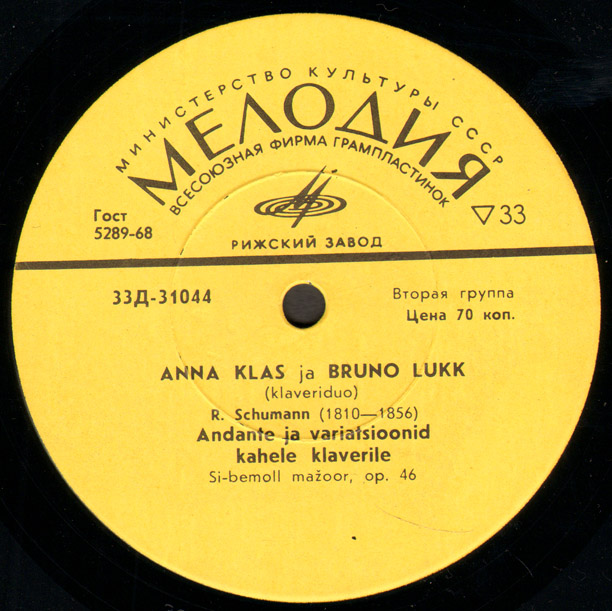 МИНИСТЕРСТВО КУЛЬТУРЫ СССР
МЕЛОДИЯ
ВСЕСОЮЗНАЯ ФИРМА ГРАМПЛАСТИНОК
Гост
5289-68
▽33
РИЖСКИЙ ЗАВОД
33Д-31044
Вторая группа
Цена 70 коп.
ANNA KLAS ja BRUNO LUKK
(klaveriduo)
R. Schumann (1810—1856)
Andante ja variatsioonid
kahele klaverile
Si-bemoll mažoor, op. 46